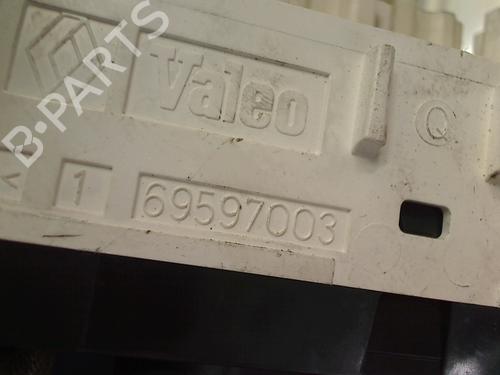 B-PARTS
Valeo
Q
< 1 69597003